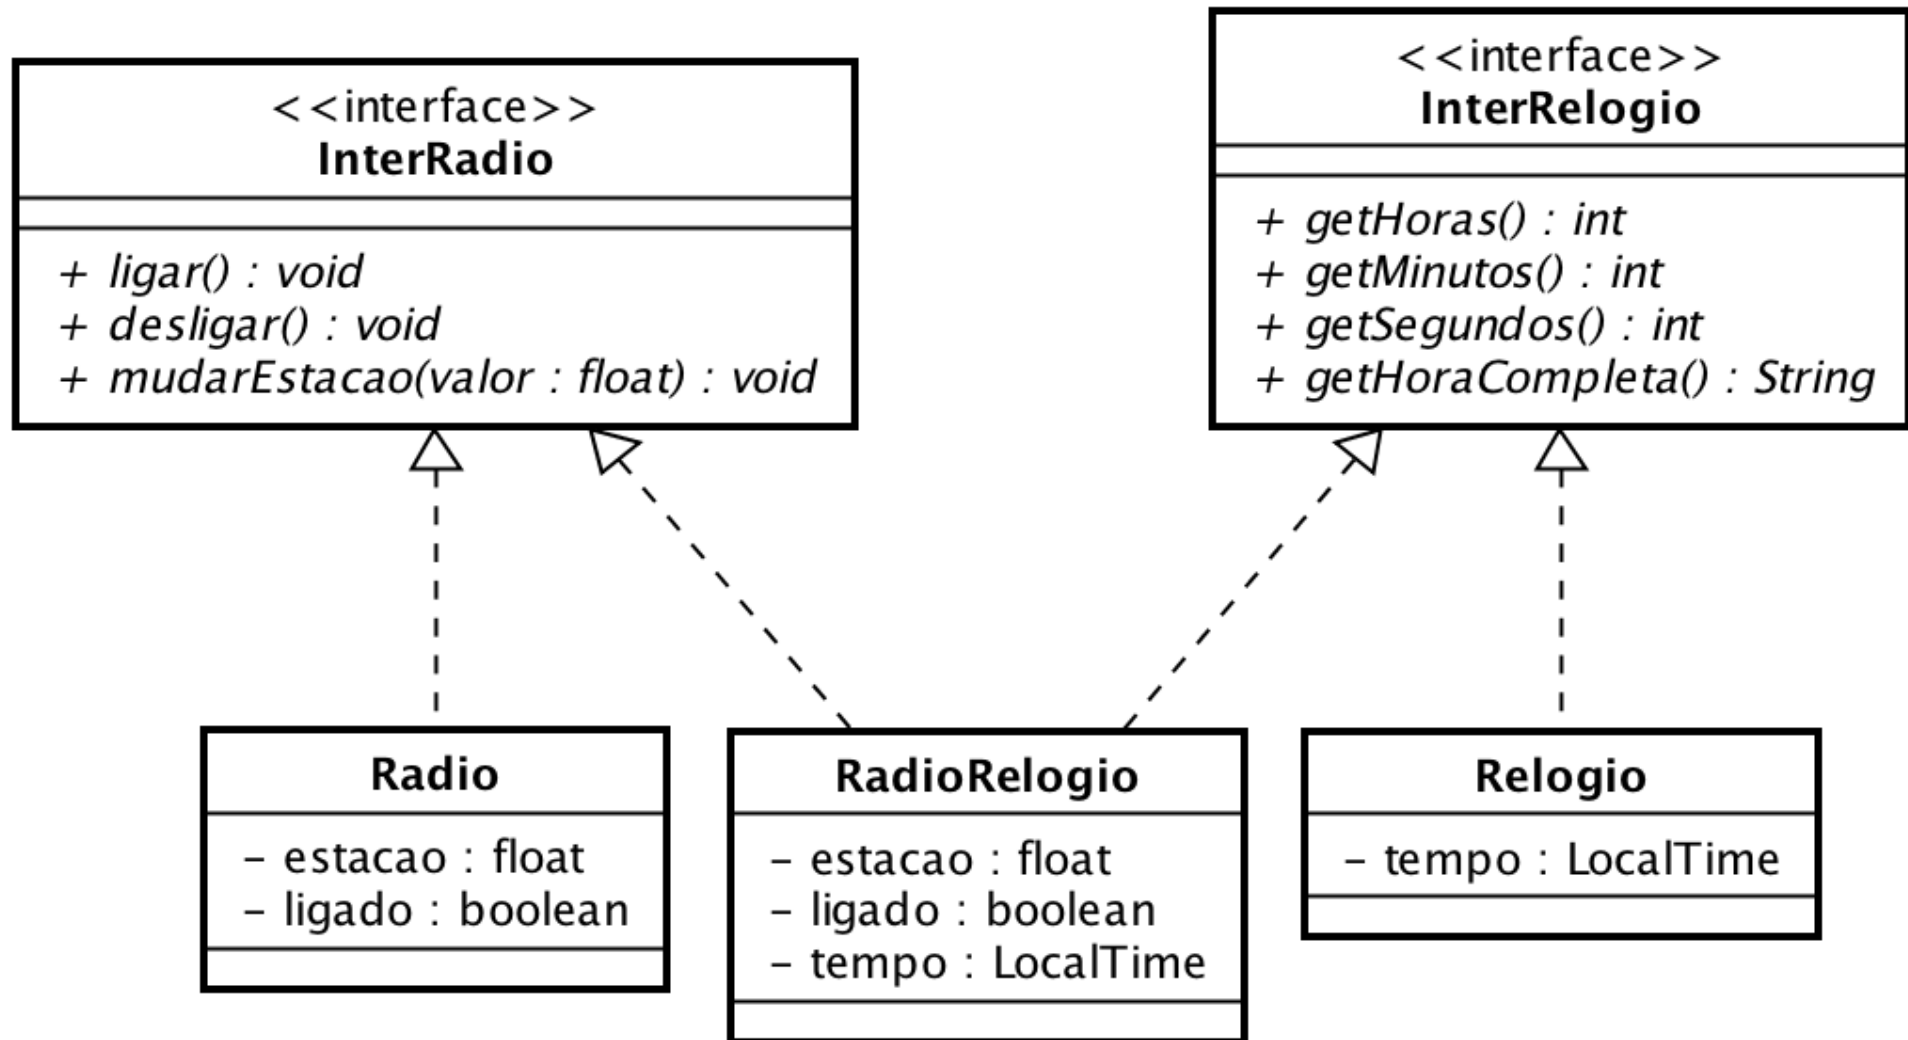 <<interface>>
InterRadio
+ ligar() : void
+ desligar() : void
+ mudarEstacao(valor : float) : void
<<interface>>
InterRelogio
+ getHoras() : int
+ getMinutos() : int
+ getSegundos() : int
+ getHoraCompleta() : String
Radio
– estacao : float
– ligado : boolean
RadioRelogio
– estacao : float
– ligado : boolean
– tempo : LocalTime
Relogio
– tempo : LocalTime